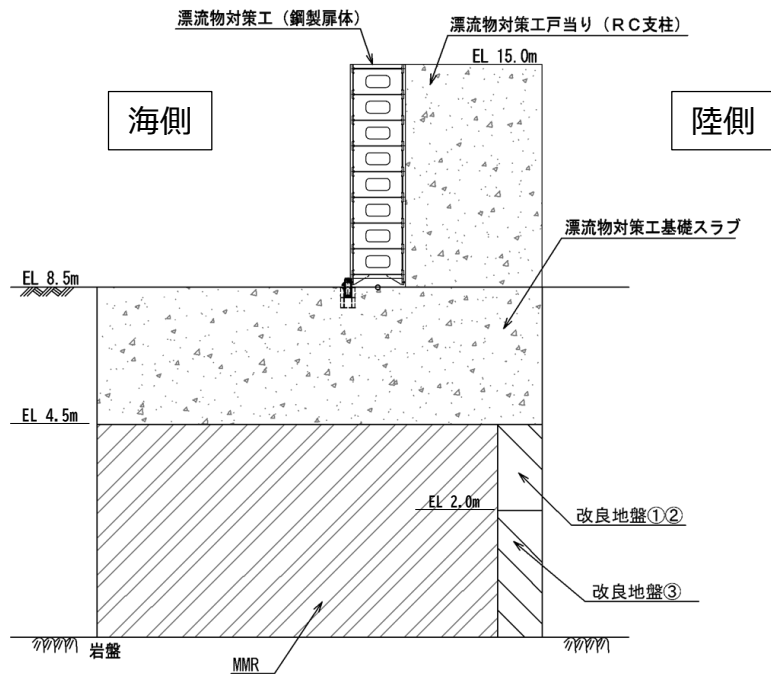 漂流物対策工（鋼製扉体）
漂流物対策工戸当り（ＲＣ支柱）
EL 15.0m
海側
陸側
漂流物対策工基礎スラブ
EL 8.5m
EL 4.5m
EL 2.0m
改良地盤①②
改良地盤③
岩盤
MMR